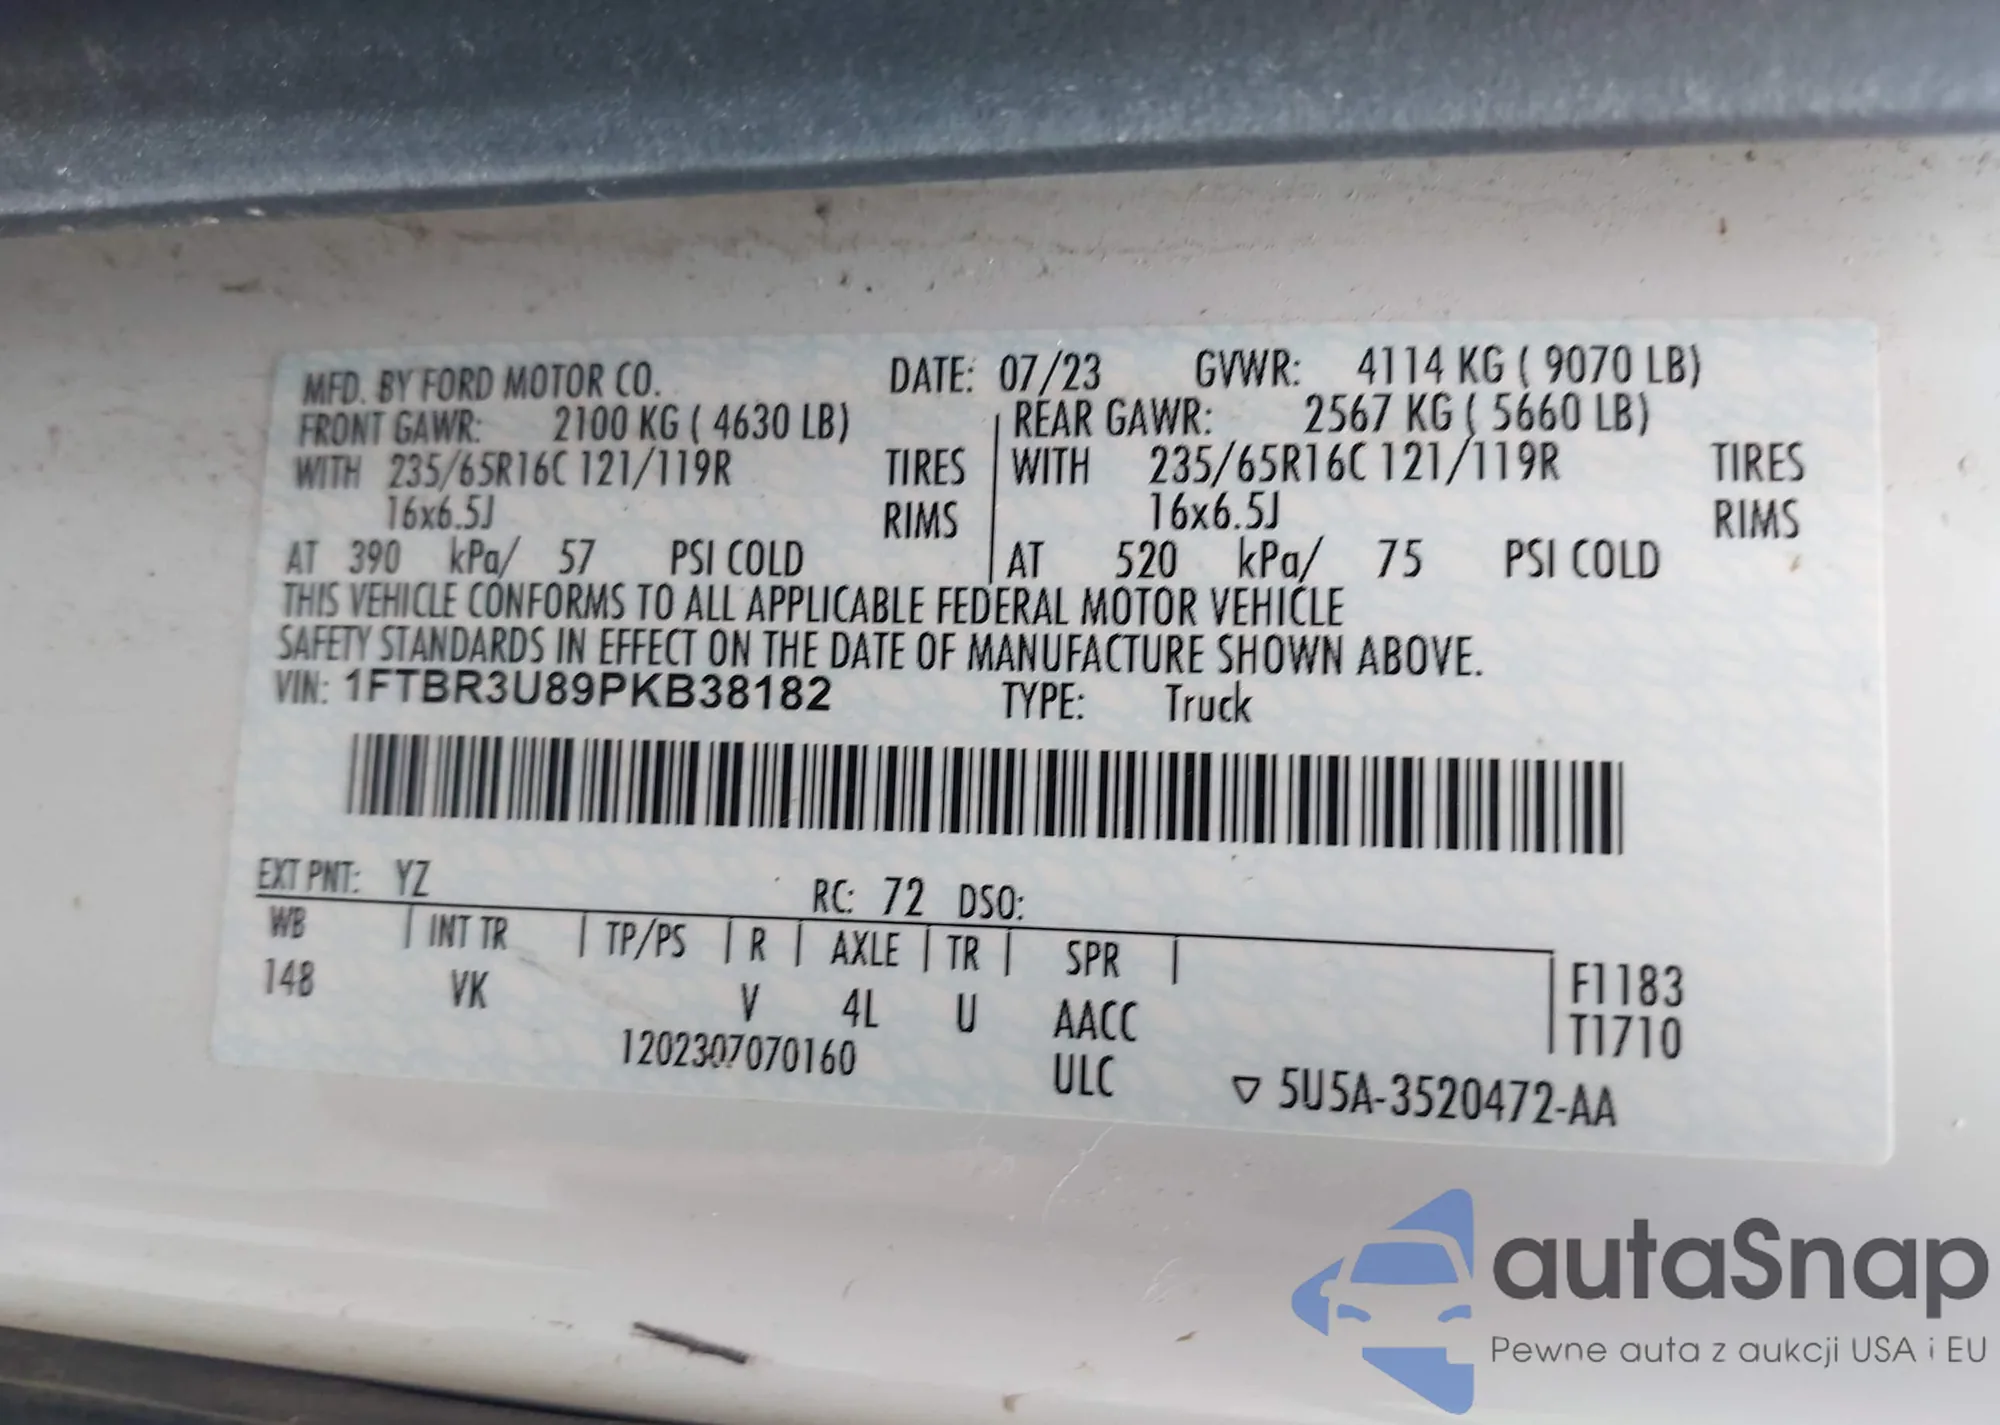 MFD. BY FORD MOTOR CO. DATE: 07/23 GVWR: 4114 KG ( 9070 LB)
FRONT GAWR: 2100 KG ( 4630 LB) REAR GAWR: 2567 KG ( 5660 LB)
WITH 235/65R16C 121/119R TIRES WITH 235/65R16C 121/119R TIRES
16x6.5J RIMS 16x6.5J RIMS
AT 390 kPa/ 57 PSI COLD AT 520 kPa/ 75 PSI COLD
THIS VEHICLE CONFORMS TO ALL APPLICABLE FEDERAL MOTOR VEHICLE
SAFETY STANDARDS IN EFFECT ON THE DATE OF MANUFACTURE SHOWN ABOVE.
VIN: 1FTBR3U89PKB38182 TYPE: Truck
EXT PNT: YZ RC: 72 DSO:
WB INT TR TP/PS R AXLE TR SPR F1183
148 VK V 4L U AACC T1710
1202307070160 ULC 5U5A-3520472-AA
autaSnap
Pewne auta z aukcji USA i EU